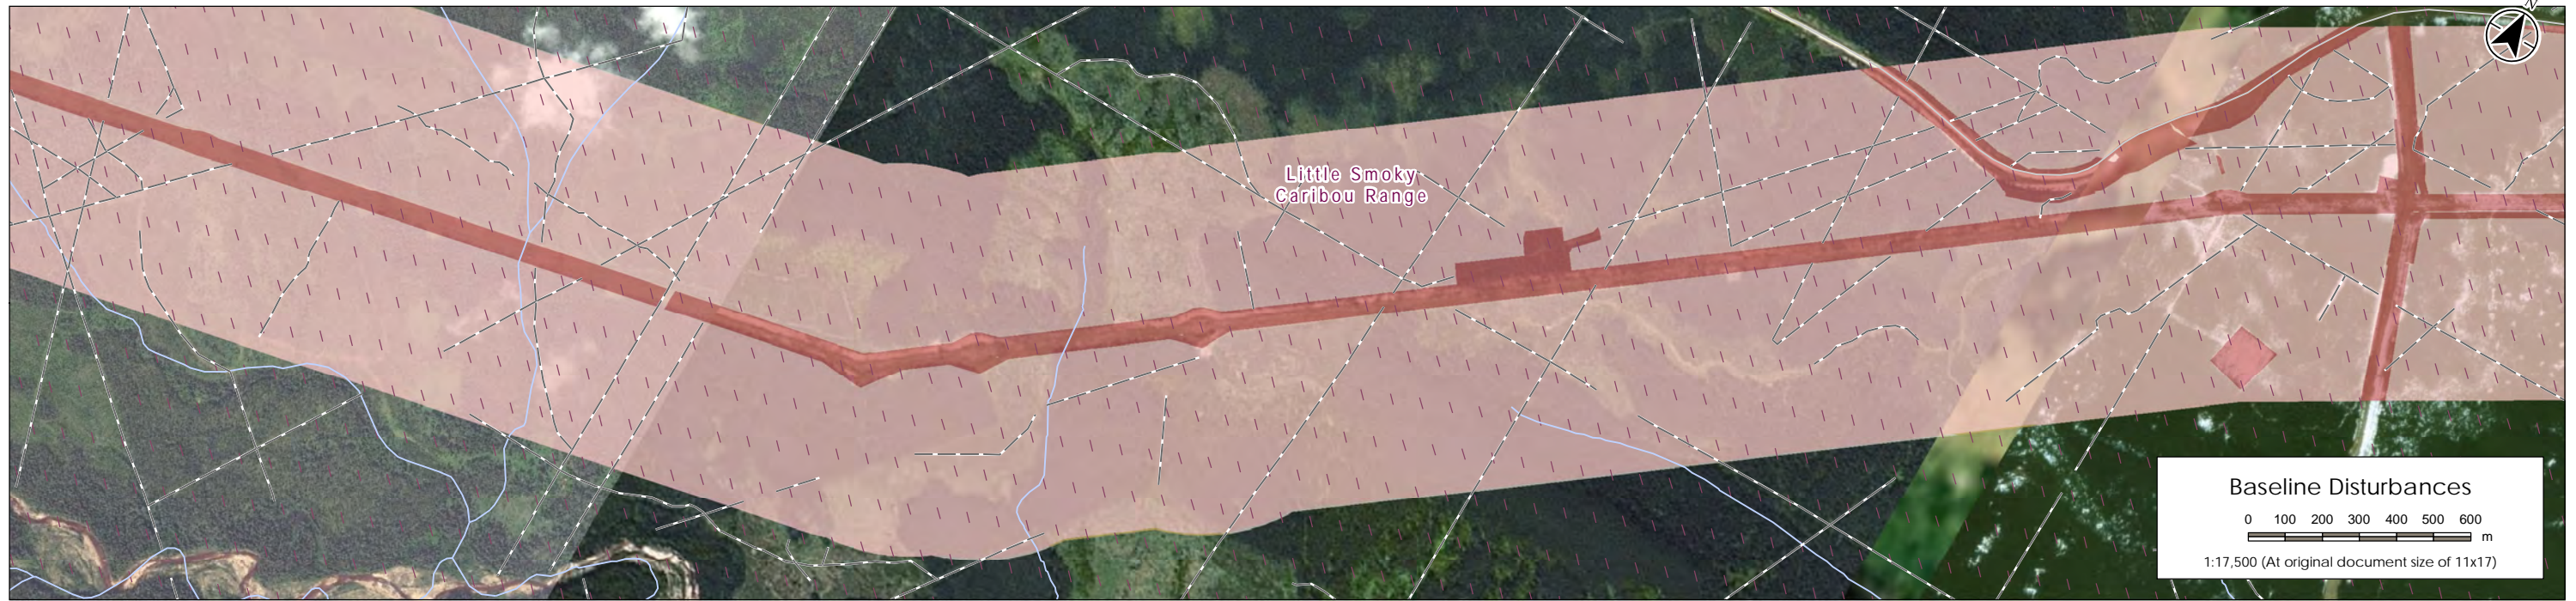 N
Little Smoky
Caribou Range
Baseline Disturbances
0 100 200 300 400 500 600
m
1:17,500 (At original document size of 11x17)